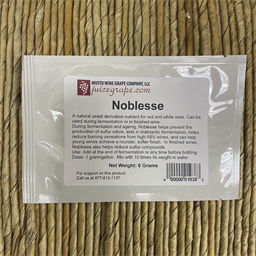 MUSTO WINE GRAPE COMPANY, LLC
juicegrape.com
Noblesse
A natural yeast derivative nutrient for red and white wine. Can be
used during fermentation or in finished wine.
During fermentation and ageing, Noblesse helps prevent the
production of sulfur odors, aids in malolactic fermentation, helps
reduce burning sensations from high ABV wines, and can help
young wines achieve a rounder, softer finish. In finished wines,
Noblesse also helps reduce sulfur compounds.
Use: Add at the end of fermentation or any time before bottling.
Dose: 1 gram/gallon. Mix with 10 times its weight in water.
Net Weight: 6 Grams
For support on this product:
Call us at 877-812-1137